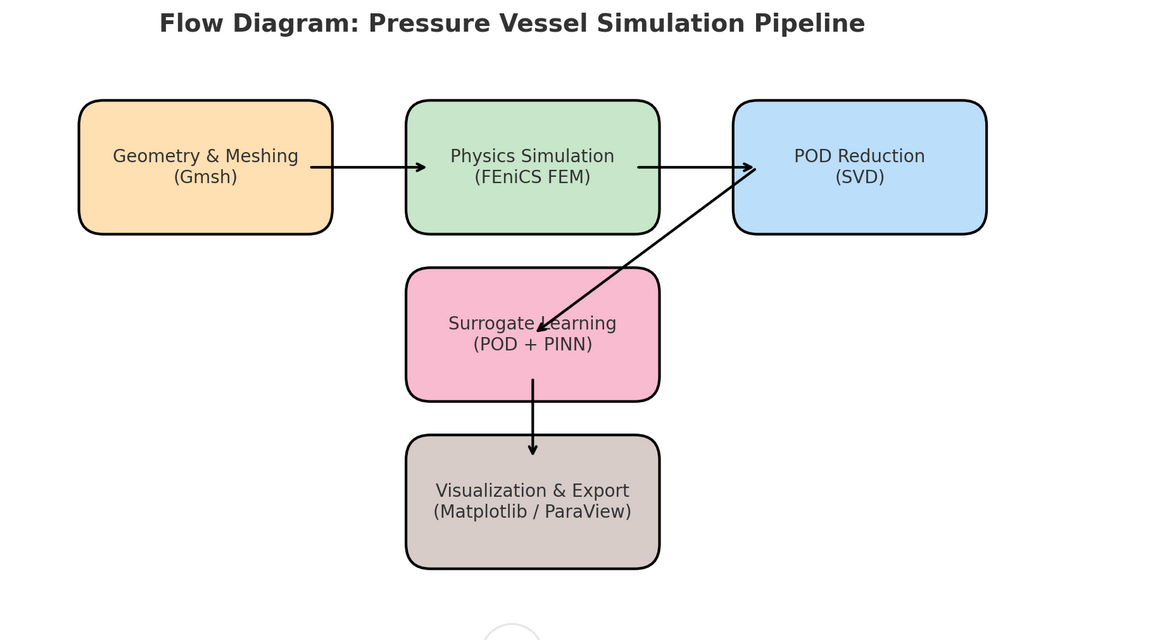 Flow Diagram: Pressure Vessel Simulation Pipeline
Geometry & Meshing
(Gmsh)
Physics Simulation
(FEniCS FEM)
POD Reduction
(SVD)
Surrogate Learning
(POD + PINN)
Visualization & Export
(Matplotlib / ParaView)